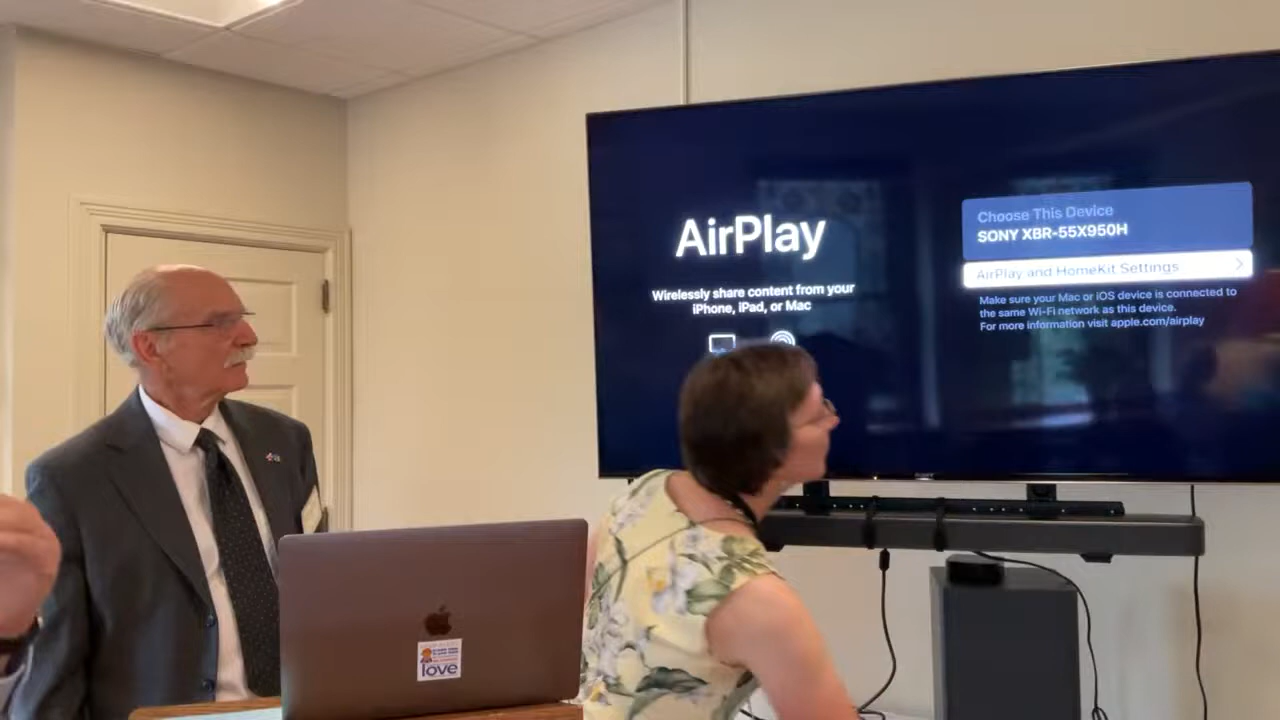 AirPlay
Wirelessly share content from your
iPhone, iPad, or Mac
Choose This Device
SONY XBR-55X950H
AirPlay and HomeKit Settings
Make sure your Mac or iOS device is connected to
the same Wi-Fi network as this device.
For more information visit apple.com/airplay
SONY
love